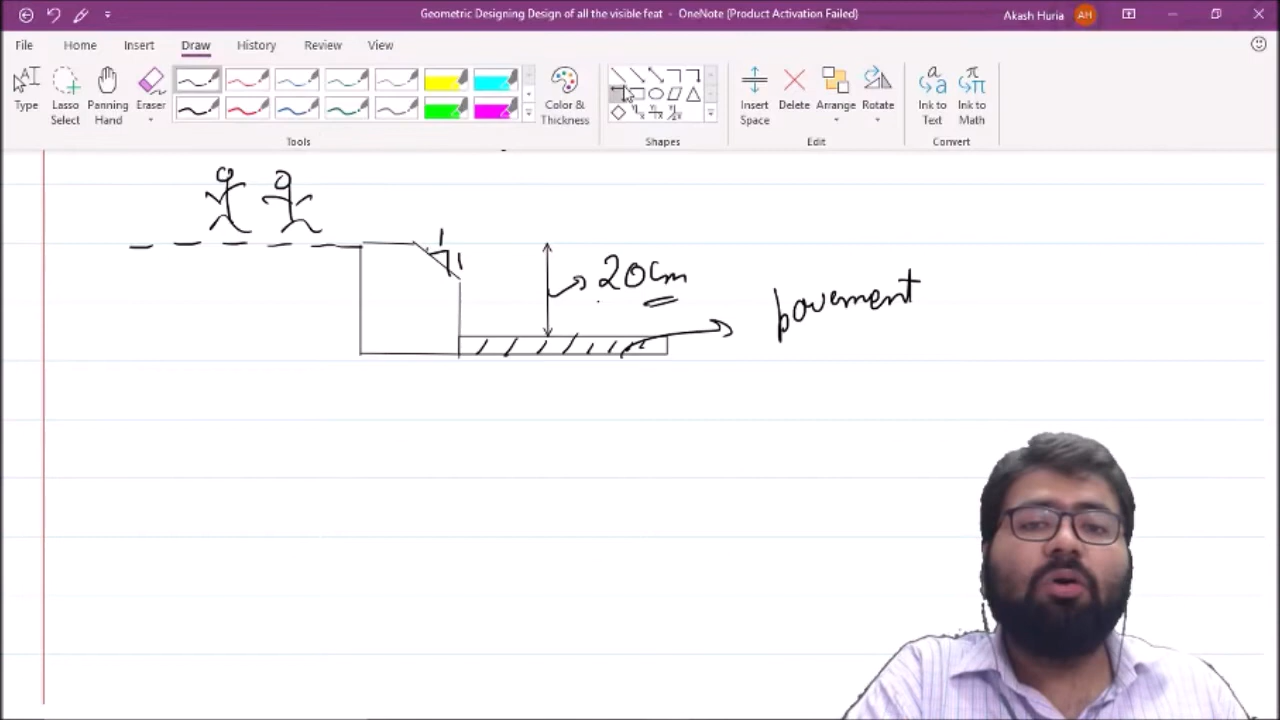 Geometric Designing Design of all the visible feat - OneNote (Product Activation Failed)
Akash Huria
AH
File Home Insert Draw History Review View
Type
Lasso Select
Panning Hand
Eraser
Color & Thickness
Insert Space
Delete
Arrange
Rotate
Ink to Text
Ink to Math
Tools
Shapes
Edit
Convert
1
1
20cm
pavement